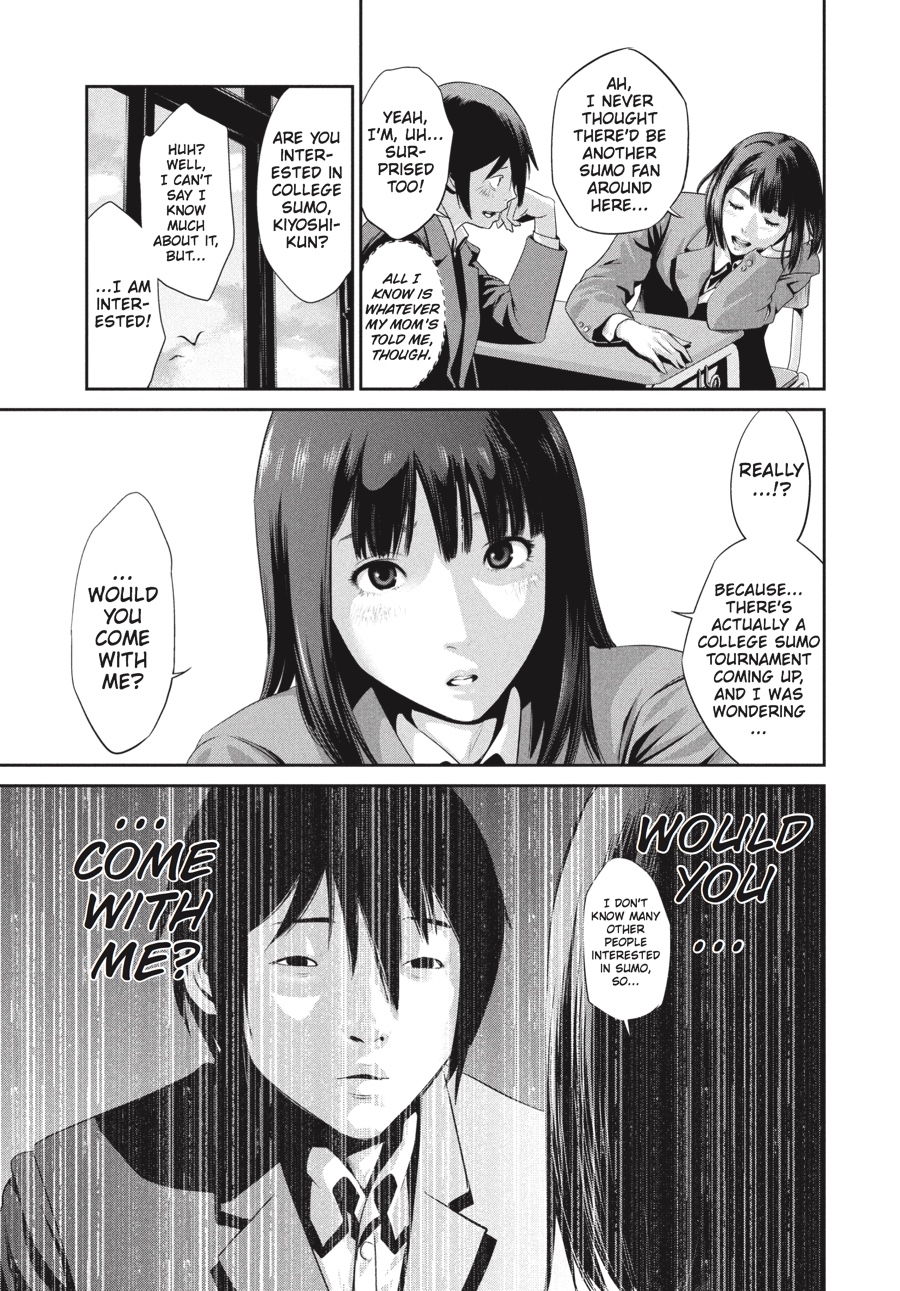 AH,
I NEVER
THOUGHT
THERE'D BE
ANOTHER
SUMO FAN
AROUND
HERE...
YEAH,
I'M, UH...
SUR-
PRISED
TOO!
ALL I
KNOW IS
WHATEVER
MY MOM'S
TOLD ME,
THOUGH.
ARE YOU
INTER-
ESTED IN
COLLEGE
SUMO,
KIYOSHI-
KUN?
HUH?
WELL,
I CAN'T
SAY I
KNOW
MUCH
ABOUT IT,
BUT...
...I AM
INTER-
ESTED!
REALLY
...!?
BECAUSE...
THERE'S
ACTUALLY A
COLLEGE SUMO
TOURNAMENT
COMING UP,
AND I WAS
WONDERING
...
...
WOULD
YOU
COME
WITH
ME?
WOULD
YOU
...
I DON'T
KNOW MANY
OTHER
PEOPLE
INTERESTED
IN SUMO,
SO...
...
COME
WITH
ME?